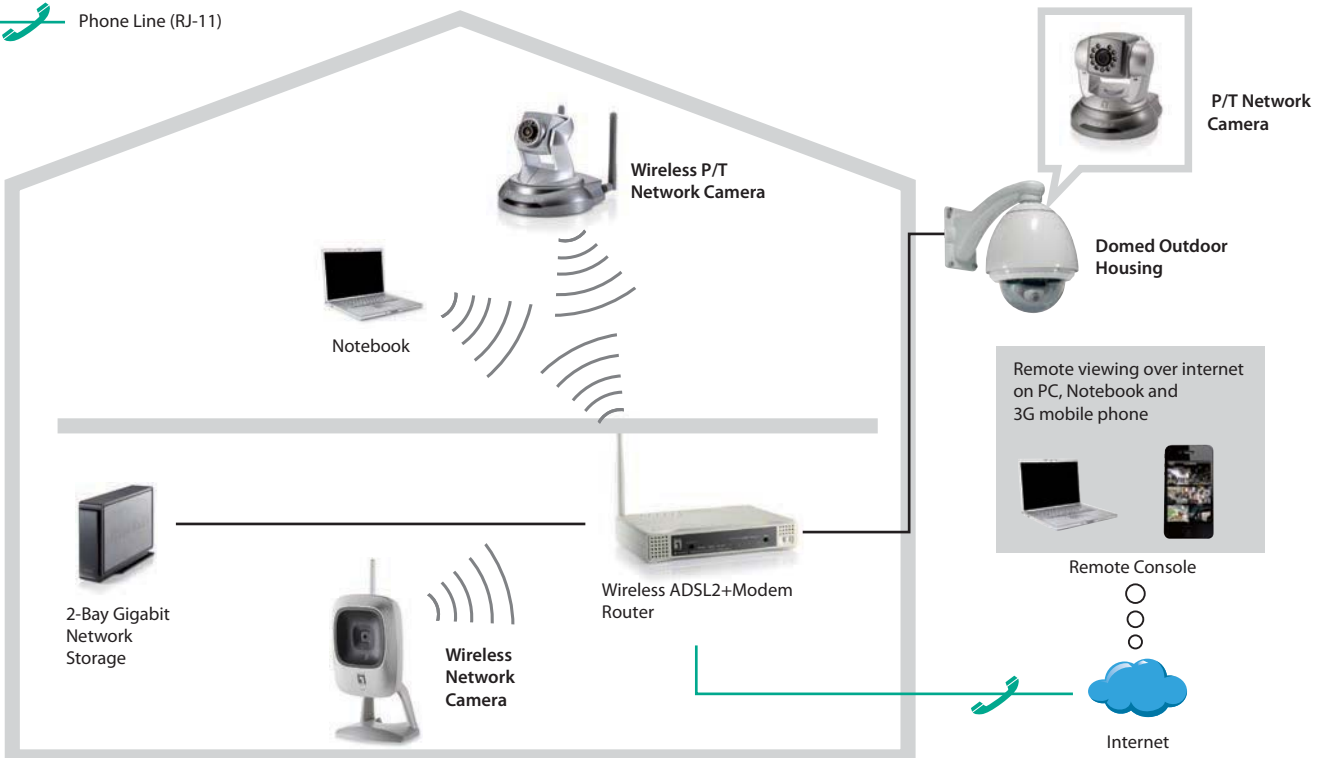 Phone Line (RJ-11)
P/T Network
Camera
Wireless P/T
Network Camera
Domed Outdoor
Housing
Notebook
Remote viewing over internet
on PC, Notebook and
3G mobile phone
Remote Console
2-Bay Gigabit
Network
Storage
Wireless ADSL2+Modem
Router
Wireless
Network
Camera
Internet